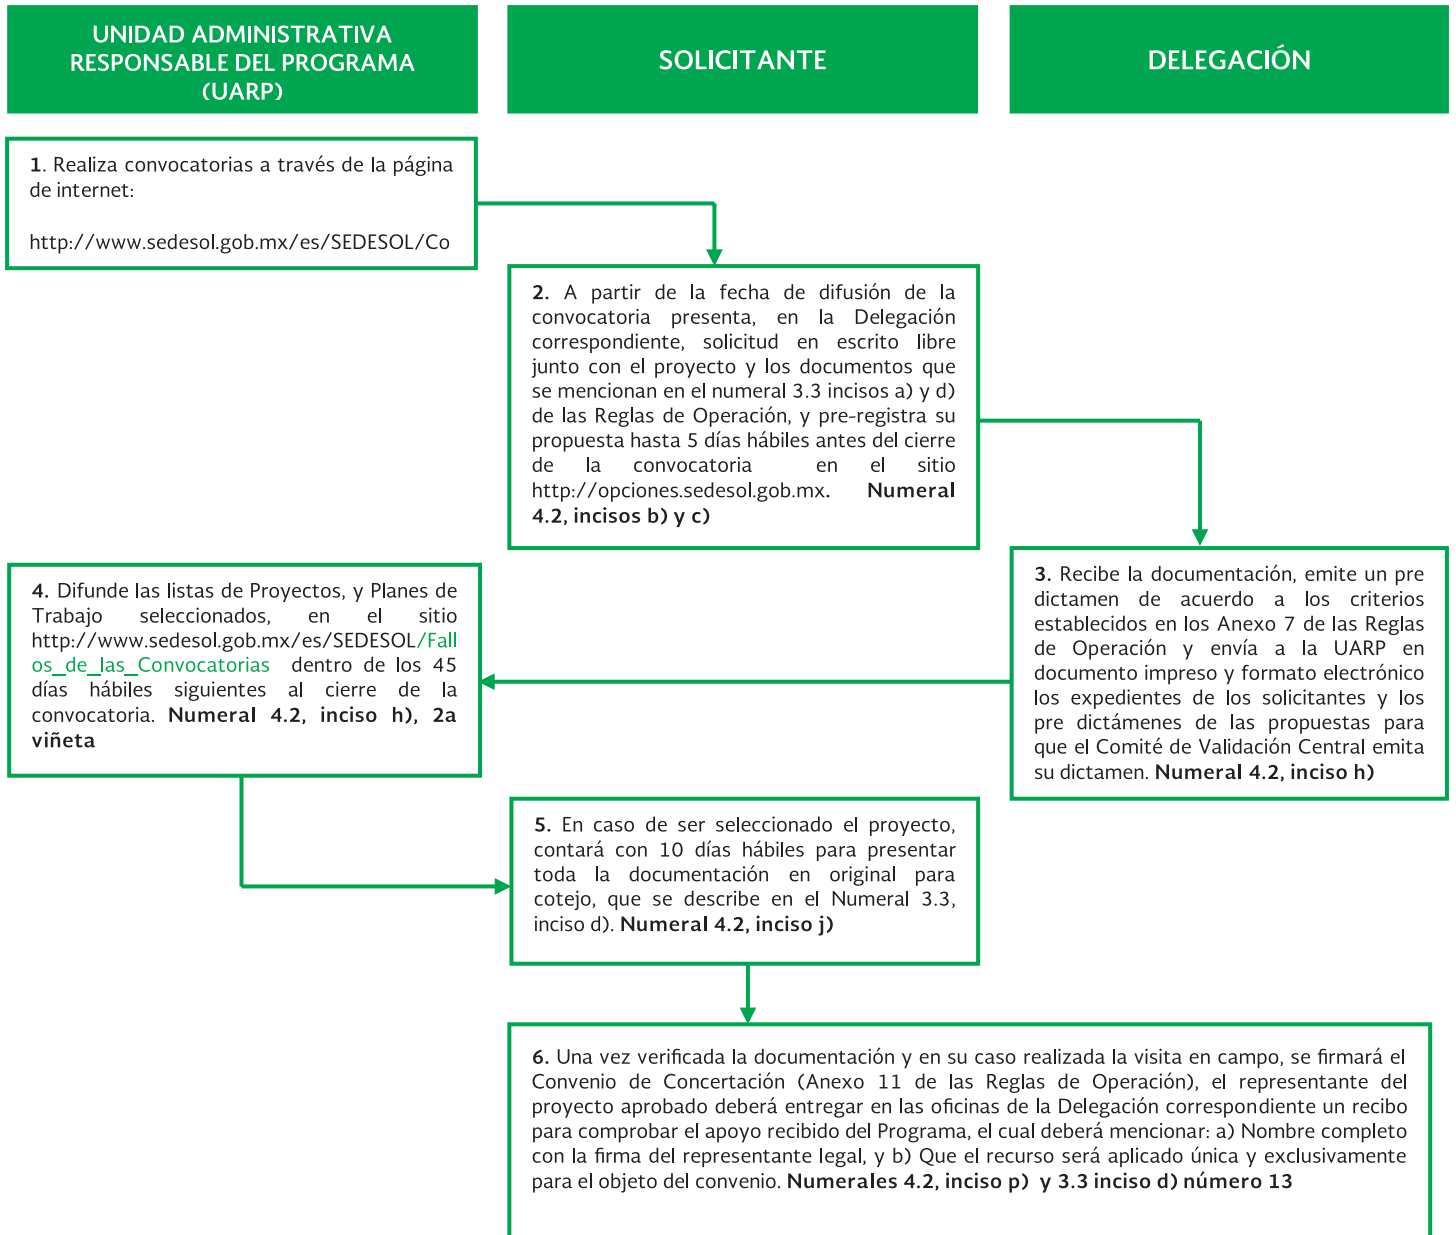 UNIDAD ADMINISTRATIVA
RESPONSABLE DEL PROGRAMA
(UARP)
SOLICITANTE
DELEGACIÓN
1. Realiza convocatorias a través de la página
de internet:
http://www.sedesol.gob.mx/es/SEDESOL/Co
2. A partir de la fecha de difusión de la
convocatoria presenta, en la Delegación
correspondiente, solicitud en escrito libre
junto con el proyecto y los documentos que
se mencionan en el numeral 3.3 incisos a) y d)
de las Reglas de Operación, y pre-registra su
propuesta hasta 5 días hábiles antes del cierre
de la convocatoria en el sitio
http://opciones.sedesol.gob.mx. Numeral
4.2, incisos b) y c)
3. Recibe la documentación, emite un pre
dictamen de acuerdo a los criterios
establecidos en los Anexo 7 de las Reglas
de Operación y envía a la UARP en
documento impreso y formato electrónico
los expedientes de los solicitantes y los
pre dictámenes de las propuestas para
que el Comité de Validación Central emita
su dictamen. Numeral 4.2, inciso h)
4. Difunde las listas de Proyectos, y Planes de
Trabajo seleccionados, en el sitio
http://www.sedesol.gob.mx/es/SEDESOL/Fall
os_de_las_Convocatorias dentro de los 45
días hábiles siguientes al cierre de la
convocatoria. Numeral 4.2, inciso h), 2a
viñeta
5. En caso de ser seleccionado el proyecto,
contará con 10 días hábiles para presentar
toda la documentación en original para
cotejo, que se describe en el Numeral 3.3,
inciso d). Numeral 4.2, inciso j)
6. Una vez verificada la documentación y en su caso realizada la visita en campo, se firmará el
Convenio de Concertación (Anexo 11 de las Reglas de Operación), el representante del
proyecto aprobado deberá entregar en las oficinas de la Delegación correspondiente un recibo
para comprobar el apoyo recibido del Programa, el cual deberá mencionar: a) Nombre completo
con la firma del representante legal, y b) Que el recurso será aplicado única y exclusivamente
para el objeto del convenio. Numerales 4.2, inciso p) y 3.3 inciso d) número 13